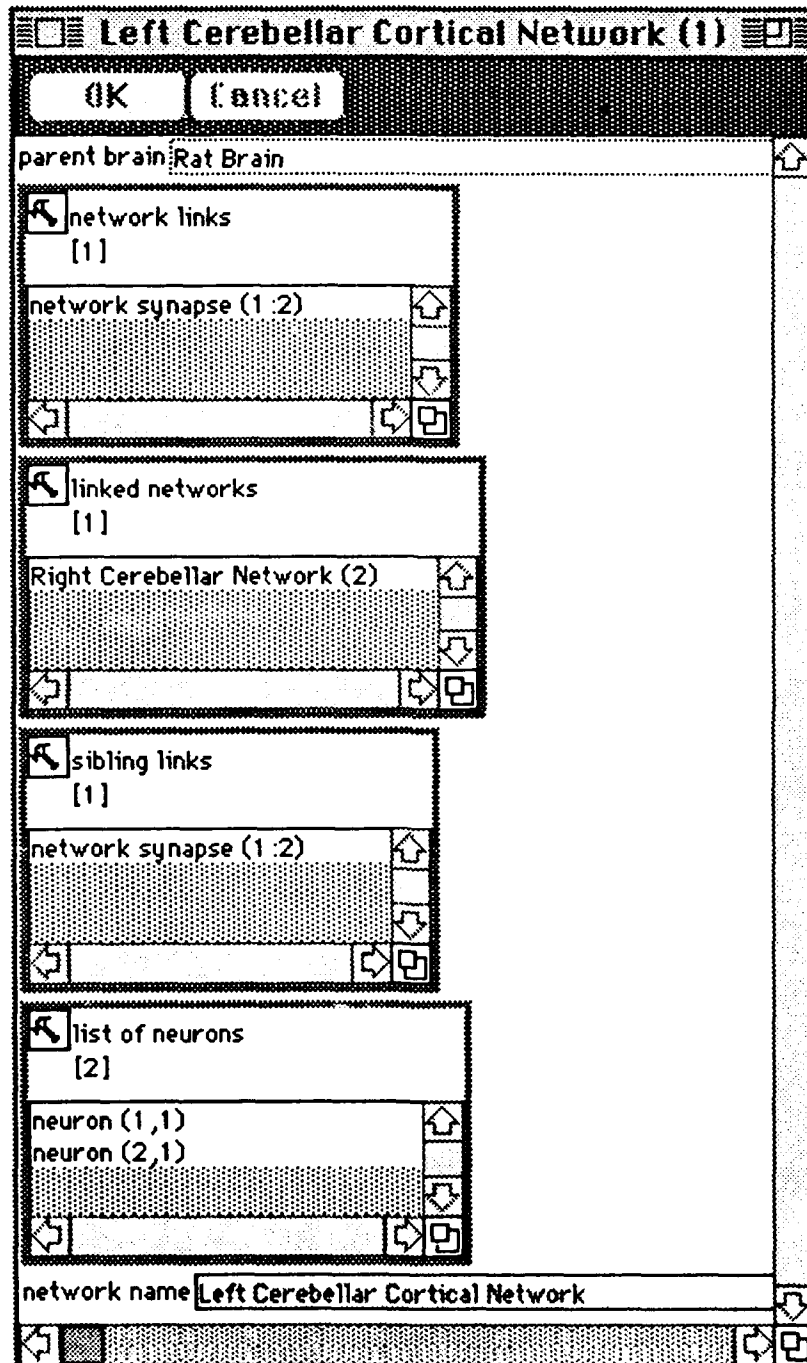 Left Cerebellar Cortical Network (1)
OK Cancel
parent brain Rat Brain
network links
[1]
network synapse (1:2)
linked networks
[1]
Right Cerebellar Network (2)
sibling links
[1]
network synapse (1:2)
list of neurons
[2]
neuron (1,1)
neuron (2,1)
network name Left Cerebellar Cortical Network